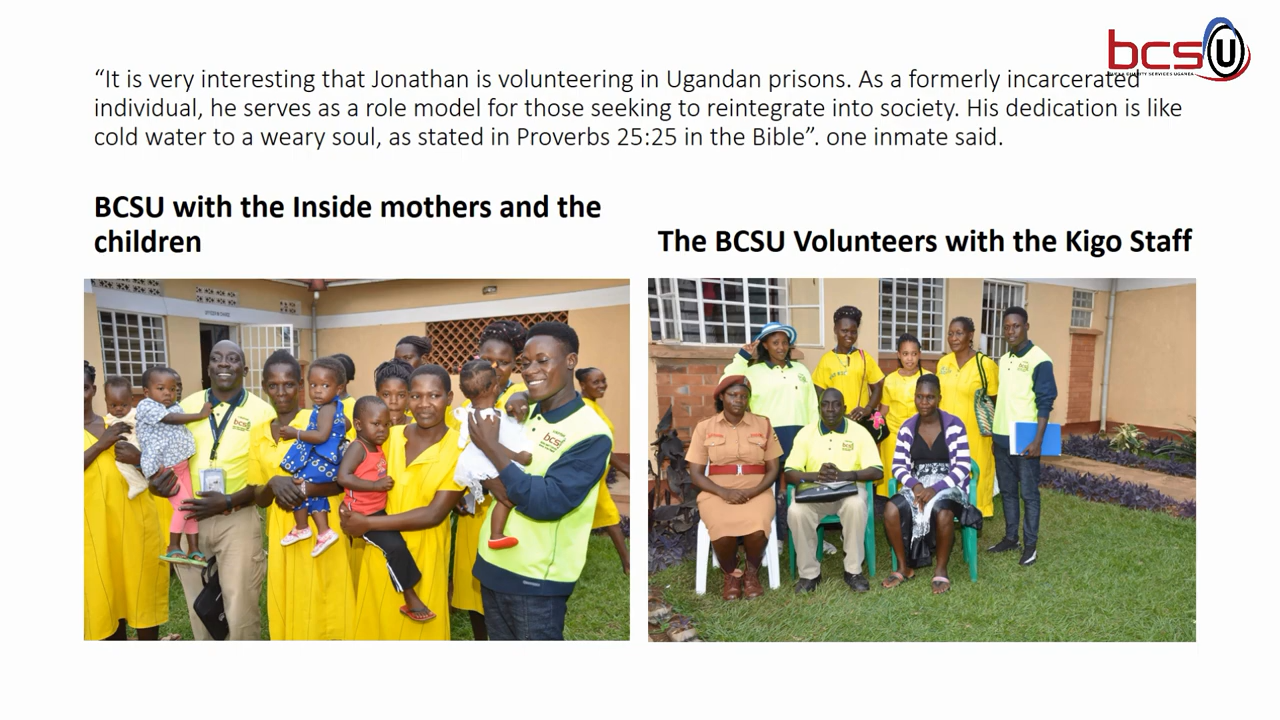 bcsU
“It is very interesting that Jonathan is volunteering in Ugandan prisons. As a formerly incarcerated
individual, he serves as a role model for those seeking to reintegrate into society. His dedication is like
cold water to a weary soul, as stated in Proverbs 25:25 in the Bible”. one inmate said.
BCSU with the Inside mothers and the
children
The BCSU Volunteers with the Kigo Staff